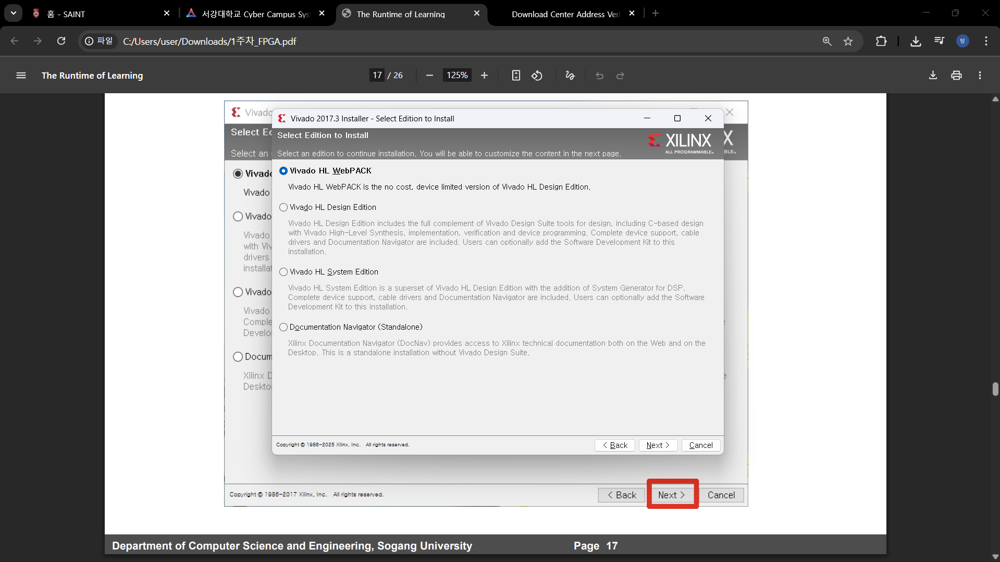 홈 - SAINT
서강대학교 Cyber Campus Sys
The Runtime of Learning
Download Center Address Veri
파일
C:/Users/user/Downloads/1주차_FPGA.pdf
탕
The Runtime of Learning
17 / 26
125%
Vivado
Vivado 2017.3 Installer - Select Edition to Install
Select Ed
Select Edition to Install
XILINX
ALL PROGRAMMABLE.
X
BLE.
Select an
Select an edition to continue installation. You will be able to customize the content in the next page.
Vivado
Vivado HL WebPACK
Vivado
Vivado HL WebPACK is the no cost, device limited version of Vivado HL Design Edition.
Vivado
Vivado HL Design Edition
Vivado
with Viv
drivers
installat
Vivado HL Design Edition includes the full complement of Vivado Design Suite tools for design, including C-based design
with Vivado High-Level Synthesis, implementation, verification and device programming. Complete device support, cable
drivers and Documentation Navigator are included. Users can optionally add the Software Development Kit to this
installation.
Vivado
Vivado HL System Edition
Vivado
Comple
Develo
Vivado HL System Edition is a superset of Vivado HL Design Edition with the addition of System Generator for DSP.
Complete device support, cable drivers and Documentation Navigator are included. Users can optionally add the Software
Development Kit to this installation.
e
Docum
Documentation Navigator (Standalone)
Xilinx D
Deskto
Xilinx Documentation Navigator (DocNav) provides access to Xilinx technical documentation both on the Web and on the
Desktop. This is a standalone installation without Vivado Design Suite.
e
Copyright © 1986-2025 Xilinx, Inc. All rights reserved.
< Back
Next >
Cancel
Copyright © 1986-2017 Xilinx, Inc. All rights reserved.
< Back
Next >
Cancel
Department of Computer Science and Engineering, Sogang University
Page 17